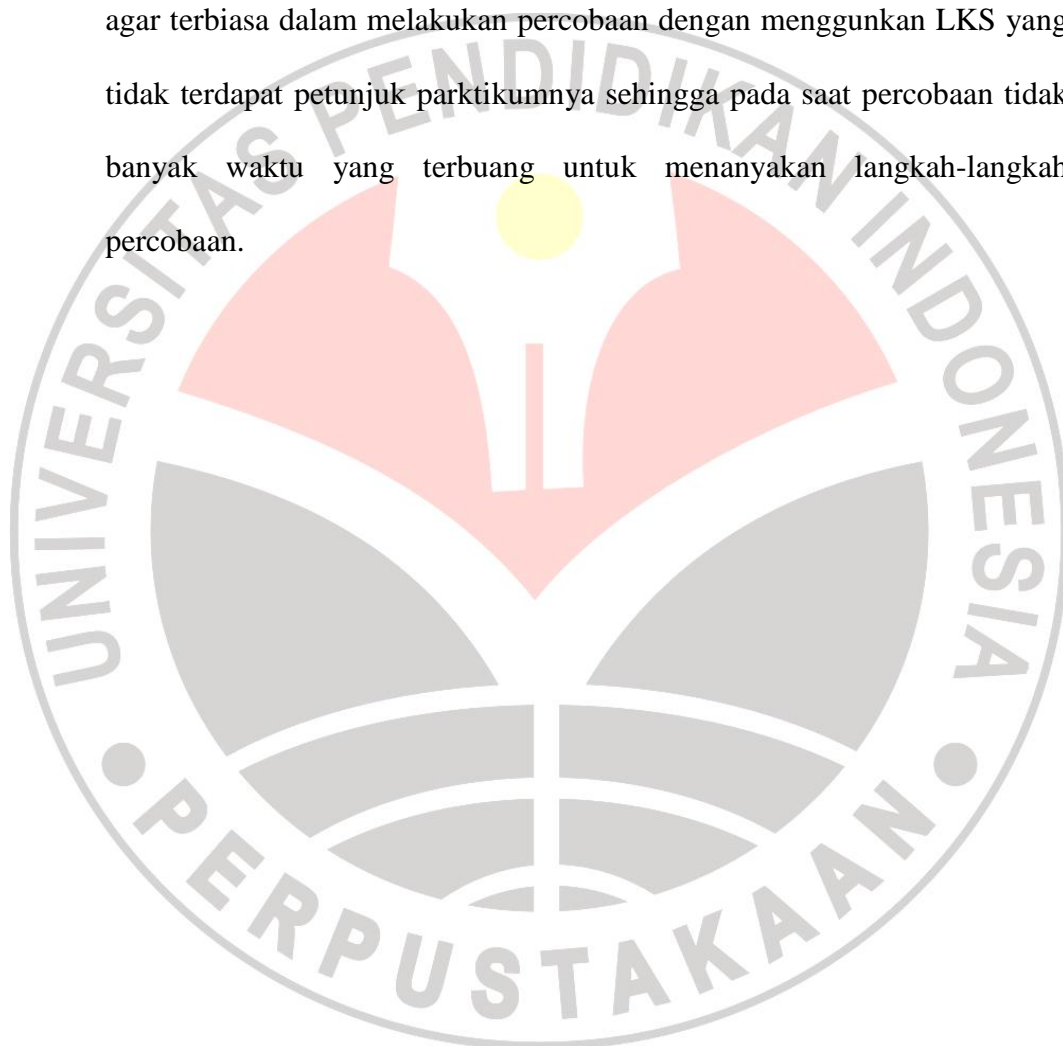 agar terbiasa dalam melakukan percobaan dengan menggunkan LKS yang
tidak terdapat petunjuk parktikumnya sehingga pada saat percobaan tidak
banyak waktu yang terbuang untuk menanyakan langkah-langkah
percobaan.
UNIVERSITAS PENDIDIKAN INDONESIA
PERPUSTAKAAN